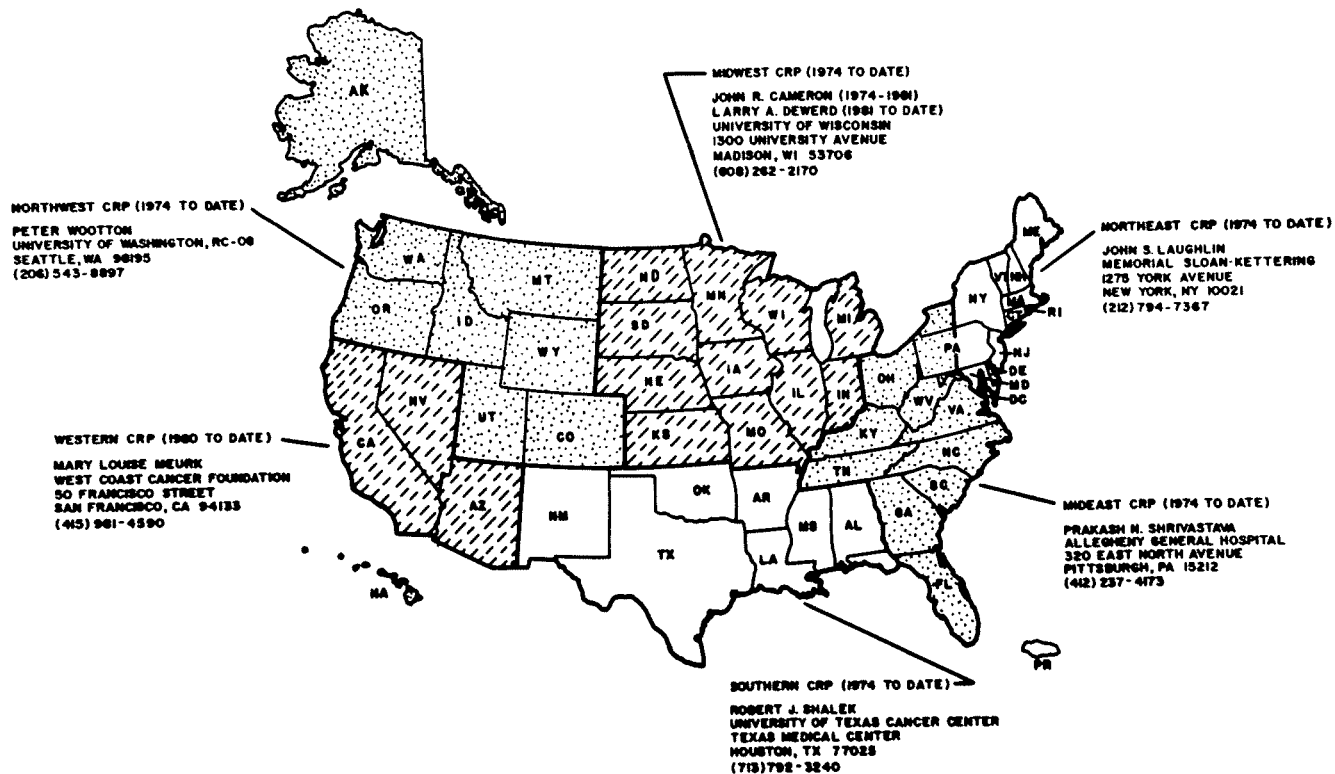 MIDWEST CRP (1974 TO DATE)
JOHN R. CAMERON (1974-1981)
LARRY A. DEWERD (1981 TO DATE)
UNIVERSITY OF WISCONSIN
1300 UNIVERSITY AVENUE
MADISON, WI 53706
(608) 262-2170
NORTHWEST CRP (1974 TO DATE)
PETER WOOTTON
UNIVERSITY OF WASHINGTON, RC-08
SEATTLE, WA 98195
(206) 543-8897
NORTHEAST CRP (1974 TO DATE)
JOHN S. LAUGHLIN
MEMORIAL SLOAN-KETTERING
1275 YORK AVENUE
NEW YORK, NY 10021
(212) 794-7367
WESTERN CRP (1980 TO DATE)
MARY LOUISE MEURK
WEST COAST CANCER FOUNDATION
50 FRANCISCO STREET
SAN FRANCISCO, CA 94133
(415) 981-4590
MIDEAST CRP (1974 TO DATE)
PRAKASH N. SHRIVASTAVA
ALLEGHENY GENERAL HOSPITAL
320 EAST NORTH AVENUE
PITTSBURGH, PA 15212
(412) 237-4173
SOUTHERN CRP (1974 TO DATE)
ROBERT J. SHALEK
UNIVERSITY OF TEXAS CANCER CENTER
TEXAS MEDICAL CENTER
HOUSTON, TX 77025
(713) 792-3240
AK
WA
OR
ID
MT
WY
UT
CO
CA
NV
AZ
NM
HA
ND
SD
NE
KS
MN
IA
MO
WI
IL
MI
IN
OK
TX
AR
LA
MS
AL
OH
KY
TN
WV
VA
NC
SC
GA
FL
PA
NY
ME
VT
NH
MA
CT
RI
NJ
DE
MD
DC
PR